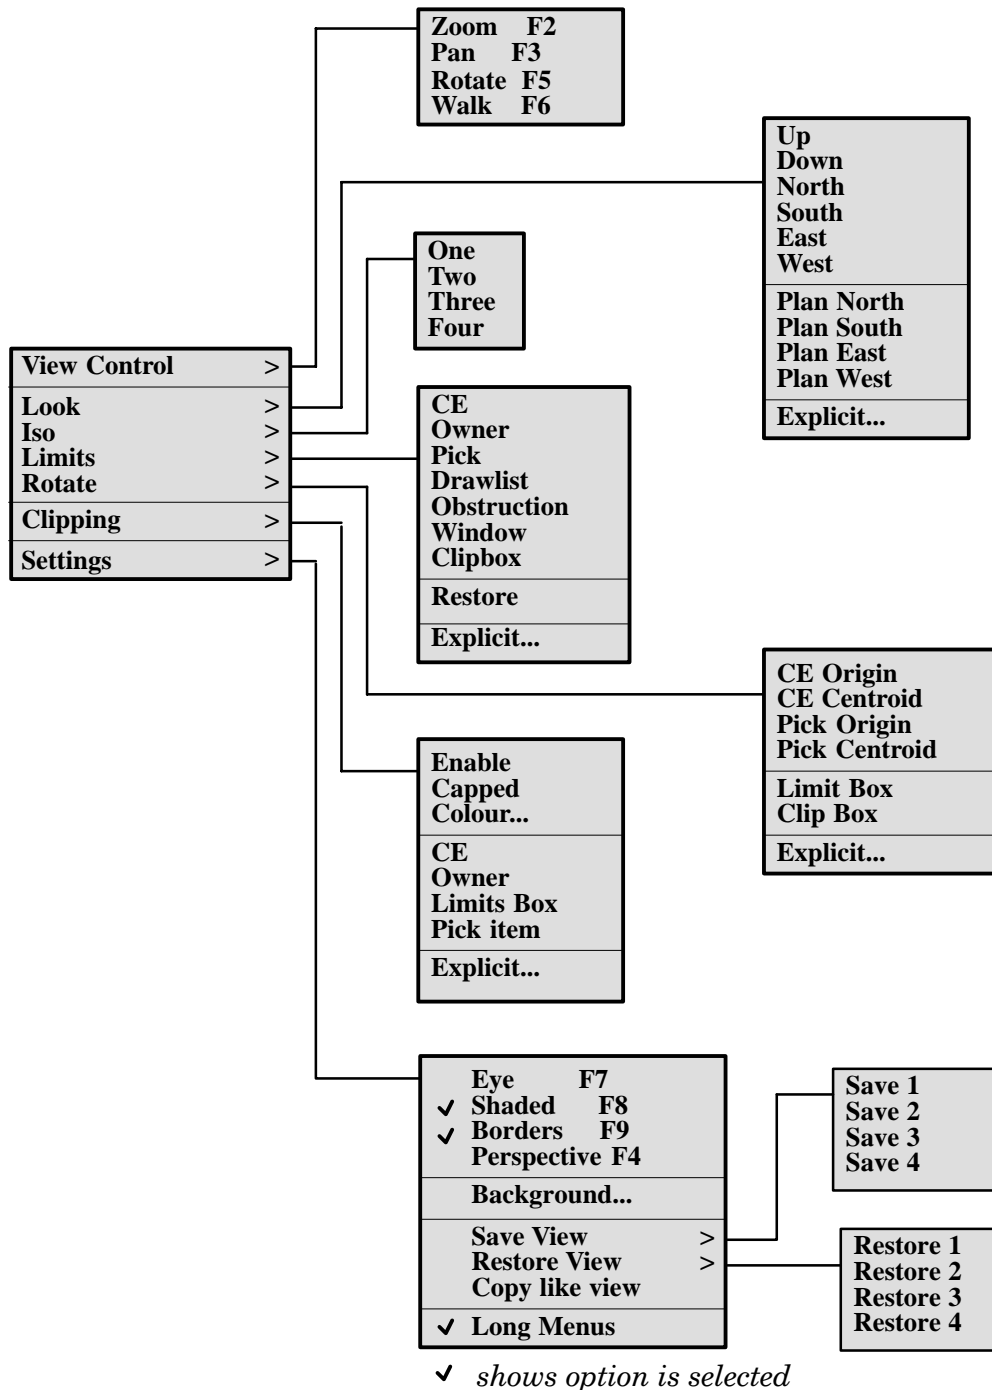 Zoom F2
Pan F3
Rotate F5
Walk F6
Up
Down
North
South
East
West
Plan North
Plan South
Plan East
Plan West
Explicit...
One
Two
Three
Four
View Control >
Look >
Iso >
Limits >
Rotate >
Clipping >
Settings >
CE
Owner
Pick
Drawlist
Obstruction
Window
Clipbox
Restore
Explicit...
CE Origin
CE Centroid
Pick Origin
Pick Centroid
Limit Box
Clip Box
Explicit...
Enable
Capped
Colour...
CE
Owner
Limits Box
Pick item
Explicit...
Eye F7
✓ Shaded F8
✓ Borders F9
Perspective F4
Background...
Save View >
Restore View >
Copy like view
✓ Long Menus
Save 1
Save 2
Save 3
Save 4
Restore 1
Restore 2
Restore 3
Restore 4
✓ shows option is selected